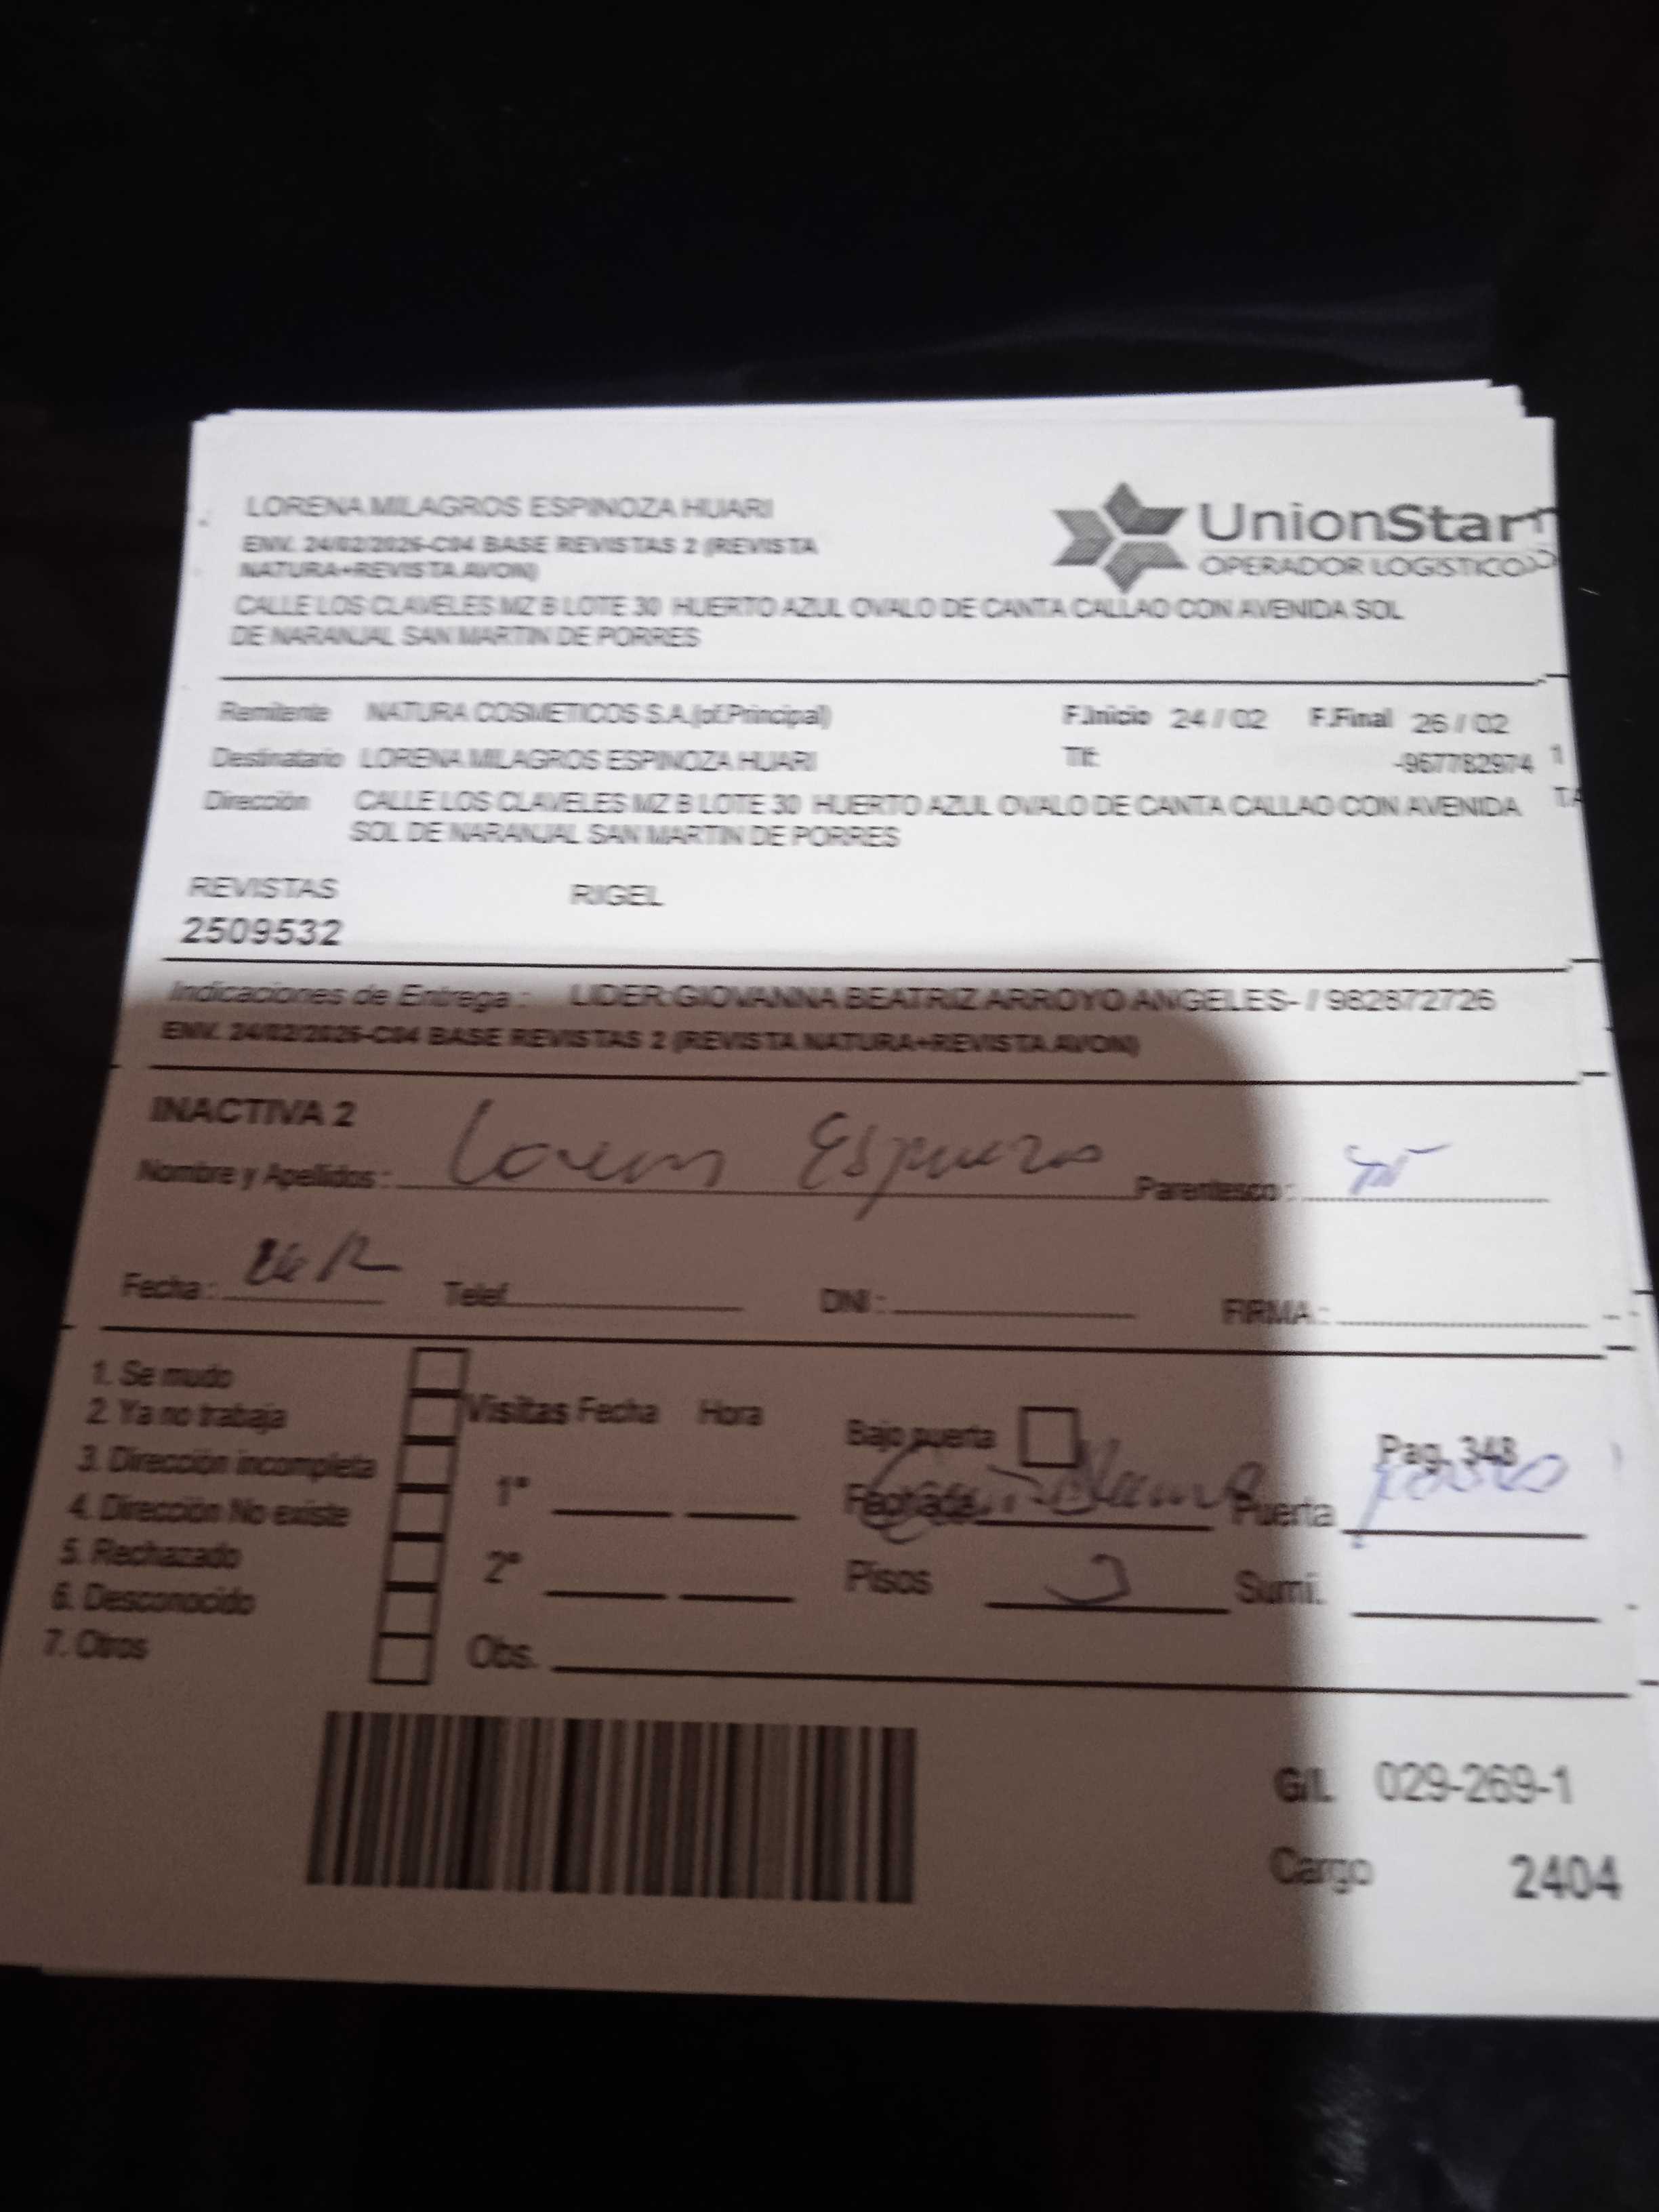 LORENA MILAGROS ESPINOZA HUARI
UnionStar
ENV. 24/02/2026-C04 BASE REVISTAS 2 (REVISTA
NATURA+REVISTA AVON)
OPERADOR LOGISTICO
CALLE LOS CLAVELES MZ B LOTE 30 HUERTO AZUL OVALO DE CANTA CALLAO CON AVENIDA SOL
DE NARANJAL SAN MARTIN DE PORRES
Remitente NATURA COSMETICOS S.A.(of.Principal) F.Inicio 24 / 02 F.Final 26 / 02
Destinatario LORENA MILAGROS ESPINOZA HUARI Tlf: -967782974
Dirección CALLE LOS CLAVELES MZ B LOTE 30 HUERTO AZUL OVALO DE CANTA CALLAO CON AVENIDA
SOL DE NARANJAL SAN MARTIN DE PORRES
REVISTAS RIGEL
2509532
Indicaciones de Entrega : LIDER:GIOVANNA BEATRIZ ARROYO ANGELES- / 982872726
ENV. 24/02/2026-C04 BASE REVISTAS 2 (REVISTA NATURA+REVISTA AVON)
INACTIVA 2
Nombre y Apellidos : Parentesco :
Fecha : Telef. DNI : FIRMA :
1. Se mudo
2. Ya no trabaja Visitas Fecha Hora Bajo puerta Pag. 348
3. Dirección incompleta
4. Dirección No existe 1° Fachada Puerta
5. Rechazado 2° Pisos 3 Sumi.
6. Desconocido
7. Otros Obs.
G/L 029-269-1
Cargo 2404